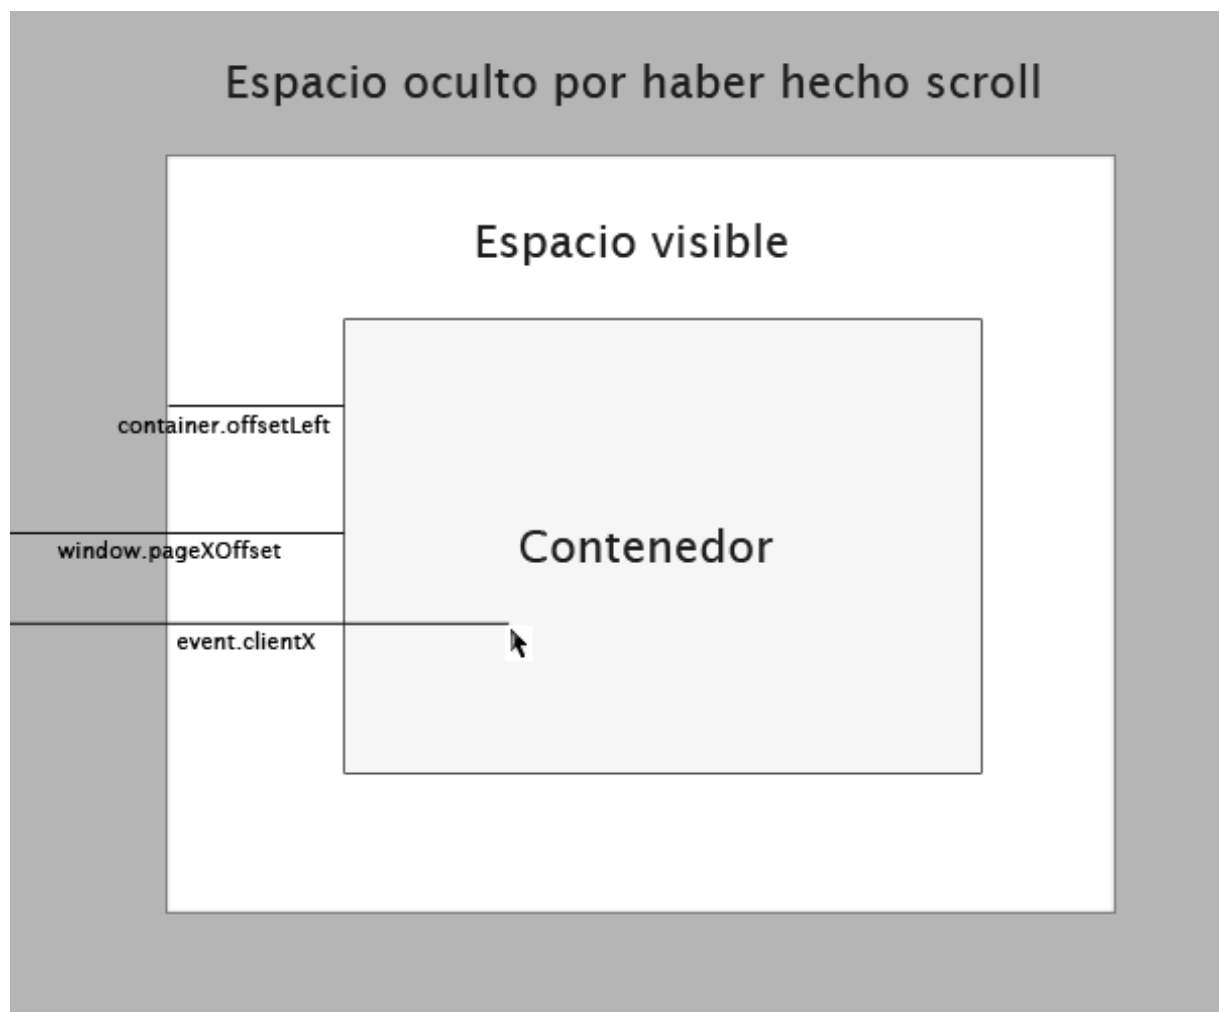 Espacio oculto por haber hecho scroll
Espacio visible
container.offsetLeft
window.pageXOffset
Contenedor
event.clientX